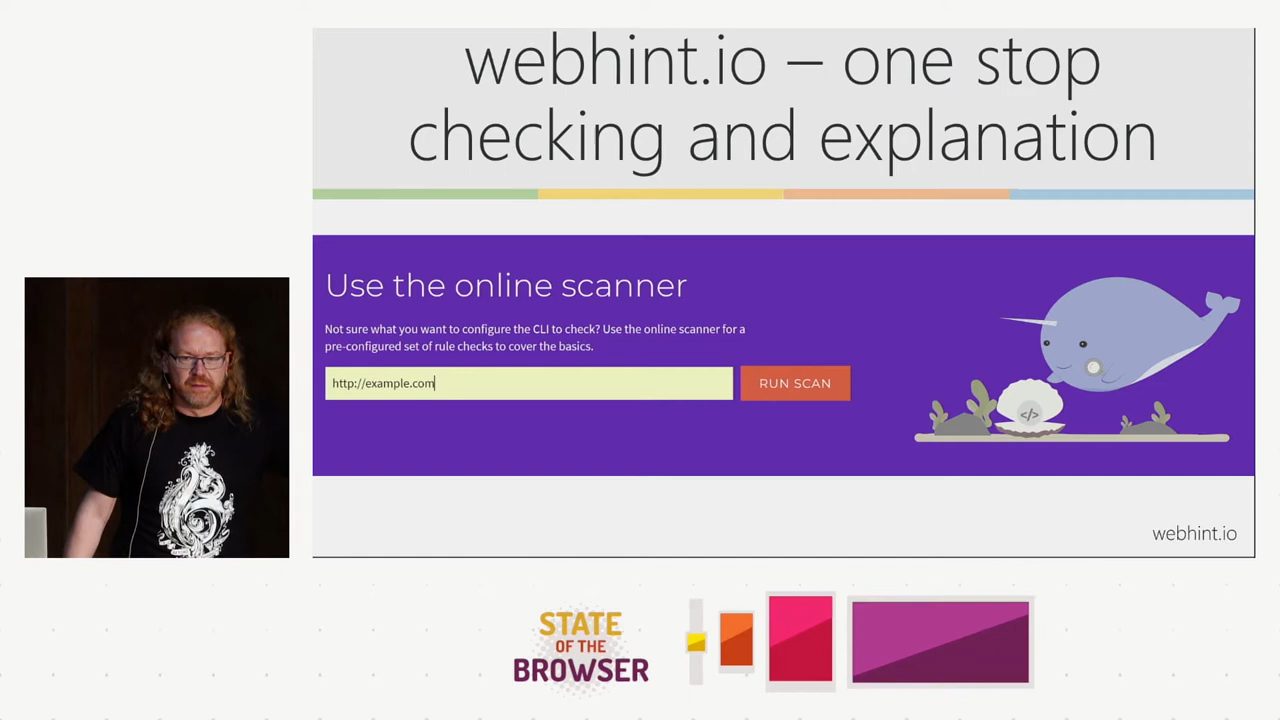 webhint.io – one stop
checking and explanation
Use the online scanner
Not sure what you want to configure the CLI to check? Use the online scanner for a
pre-configured set of rule checks to cover the basics.
http://example.com
RUN SCAN
</>
webhint.io
STATE
OF THE
BROWSER